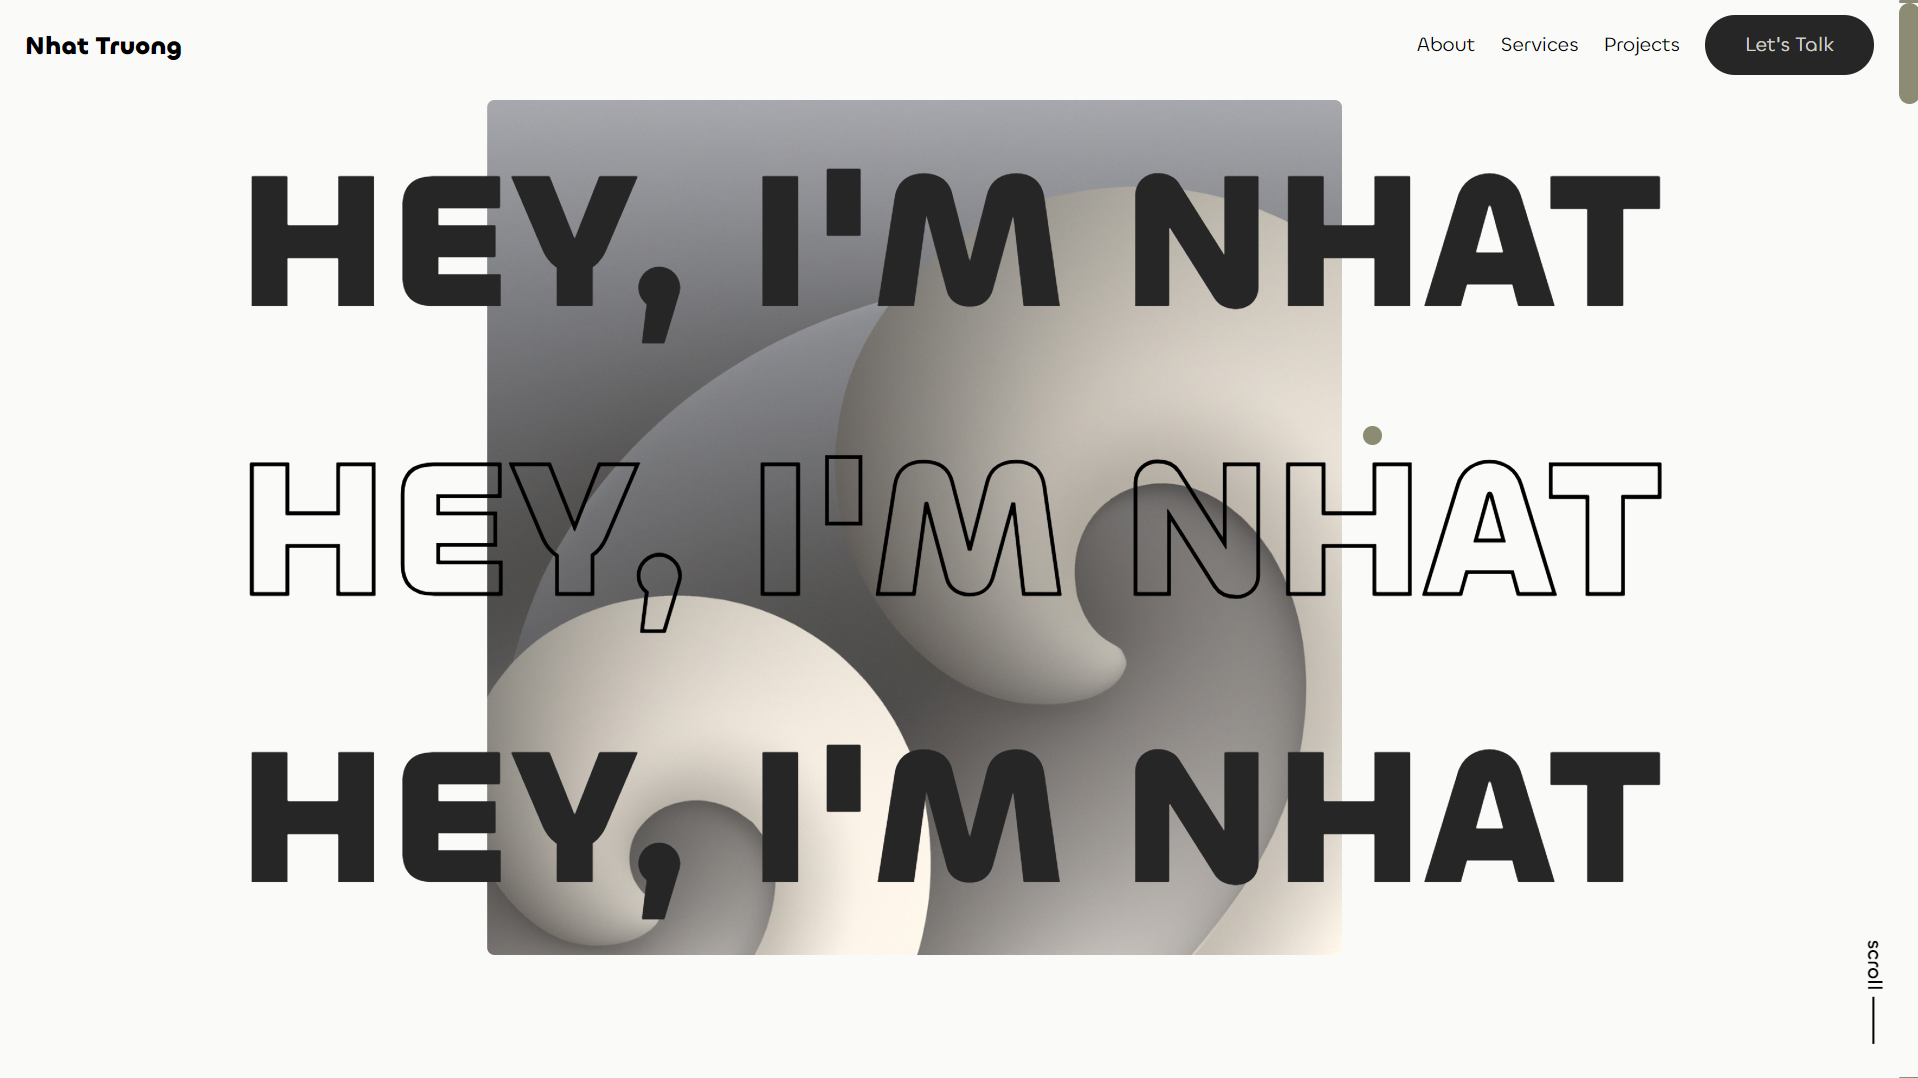 Nhat Truong
About Services Projects Let's Talk
HEY, I'M NHAT
HEY, I'M NHAT
HEY, I'M NHAT
scroll